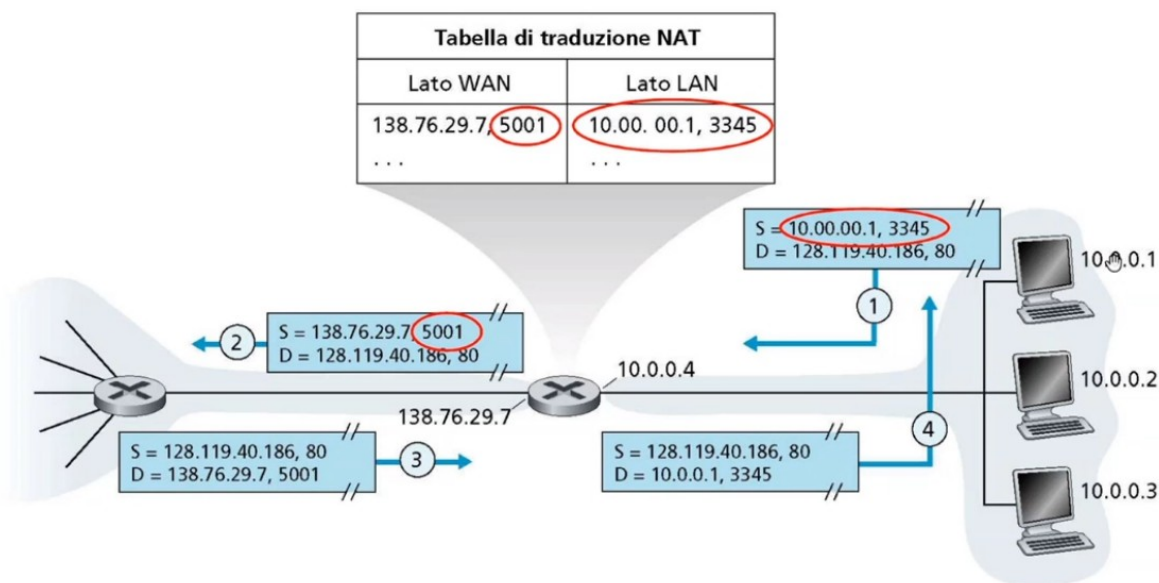 Tabella di traduzione NAT
Lato WAN Lato LAN
138.76.29.7, 5001 10.00. 00.1, 3345
. . . . . .
S = 10.00.00.1, 3345
D = 128.119.40.186, 80
10.0.0.1
1
S = 138.76.29.7, 5001
D = 128.119.40.186, 80
2
10.0.0.4
10.0.0.2
138.76.29.7
S = 128.119.40.186, 80
D = 138.76.29.7, 5001
3
S = 128.119.40.186, 80
D = 10.0.0.1, 3345
4
10.0.0.3